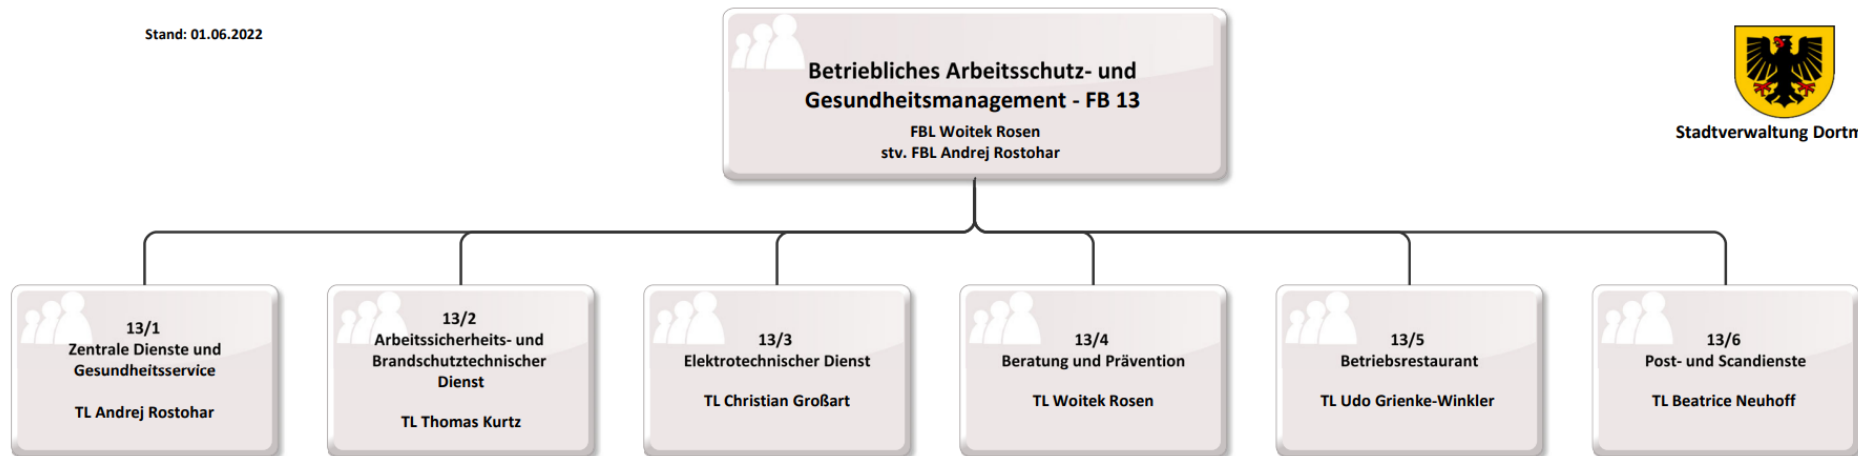 Stand: 01.06.2022
Betriebliches Arbeitsschutz- und
Gesundheitsmanagement - FB 13
FBL Woitek Rosen
stv. FBL Andrej Rostohar
Stadtverwaltung Dortm
13/1
Zentrale Dienste und
Gesundheitsservice
TL Andrej Rostohar
13/2
Arbeitssicherheits- und
Brandschutztechnischer
Dienst
TL Thomas Kurtz
13/3
Elektrotechnischer Dienst
TL Christian Großart
13/4
Beratung und Prävention
TL Woitek Rosen
13/5
Betriebsrestaurant
TL Udo Grienke-Winkler
13/6
Post- und Scandienste
TL Beatrice Neuhoff